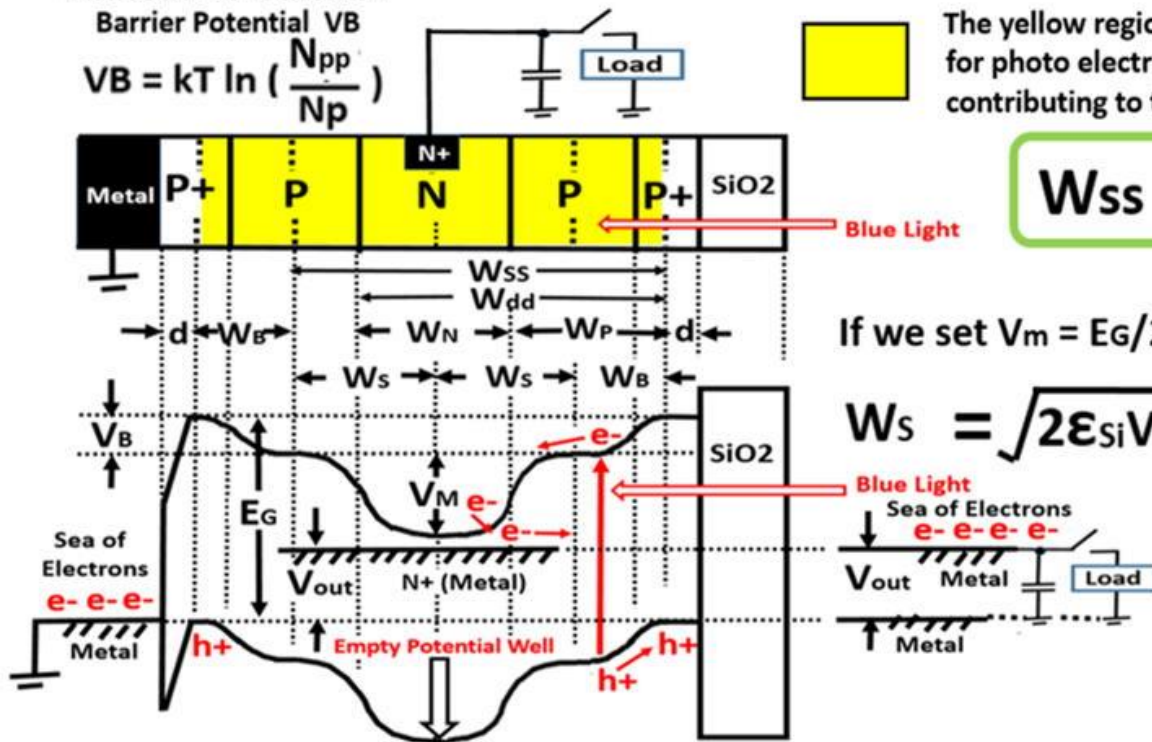 Barrier Potential VB
VB = kT ln ( Npp / Np )
Load
The yellow regio
for photo electr
contributing to t
N+
Metal P+ P N P P+ SiO2
Wss
Blue Light
Wss
Wdd
d WB WN WP d
If we set Vm = EG/2
Ws Ws WB
Ws = √2εSiV
VB
e-
SiO2
EG
VM
e-
Blue Light
Sea of Electrons
e- e- e- e-
e-
Sea of
Electrons
e- e- e-
Vout
N+ (Metal)
Vout
Metal
Load
Metal
h+
Empty Potential Well
h+
h+
Metal